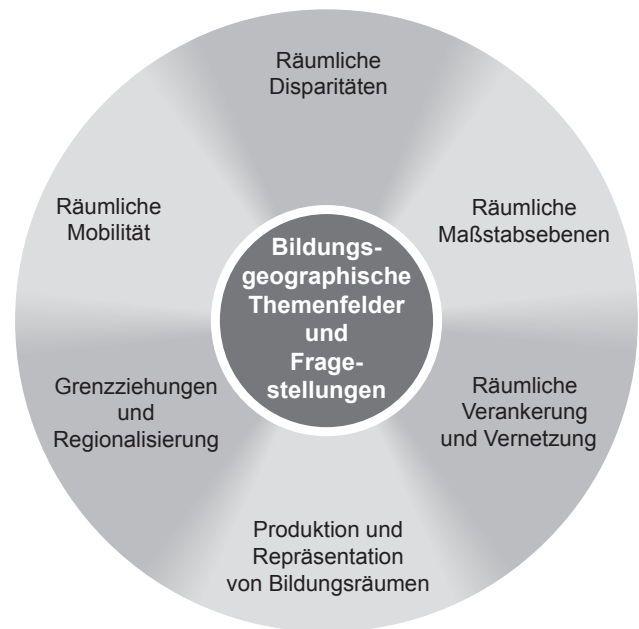 Räumliche
Disparitäten
Räumliche
Mobilität
Räumliche
Maßstabsebenen
Bildungs-
geographische
Themenfelder
und
Frage-
stellungen
Grenzziehungen
und
Regionalisierung
Räumliche
Verankerung
und Vernetzung
Produktion und
Repräsentation
von Bildungsräumen